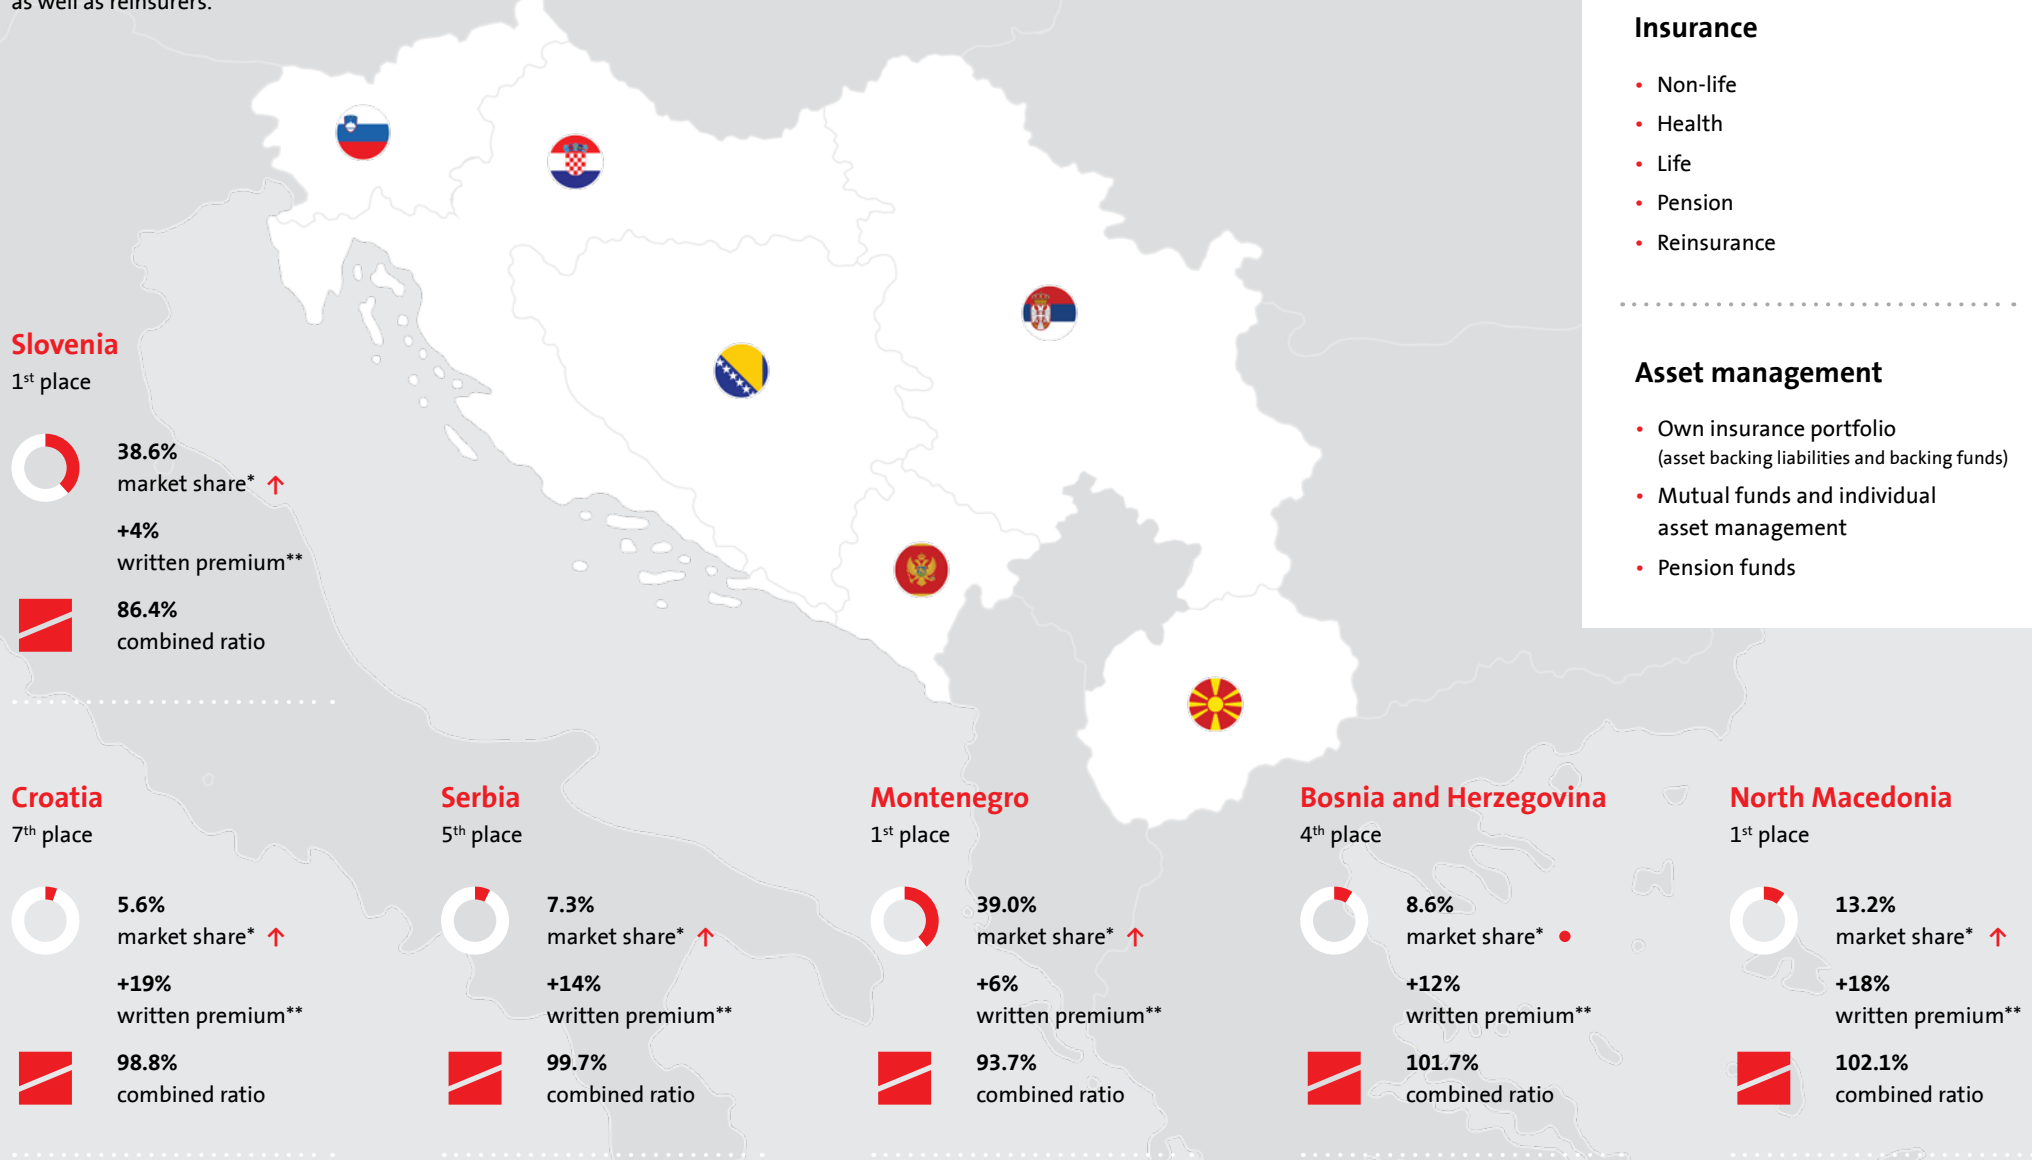 as well as reinsurers.
Insurance
• Non-life
• Health
• Life
• Pension
• Reinsurance
Asset management
• Own insurance portfolio
(asset backing liabilities and backing funds)
• Mutual funds and individual
asset management
• Pension funds
Slovenia
1st place
38.6%
market share* ↑
+4%
written premium**
86.4%
combined ratio
Croatia
7th place
5.6%
market share* ↑
+19%
written premium**
98.8%
combined ratio
Serbia
5th place
7.3%
market share* ↑
+14%
written premium**
99.7%
combined ratio
Montenegro
1st place
39.0%
market share* ↑
+6%
written premium**
93.7%
combined ratio
Bosnia and Herzegovina
4th place
8.6%
market share* ●
+12%
written premium**
101.7%
combined ratio
North Macedonia
1st place
13.2%
market share* ↑
+18%
written premium**
102.1%
combined ratio